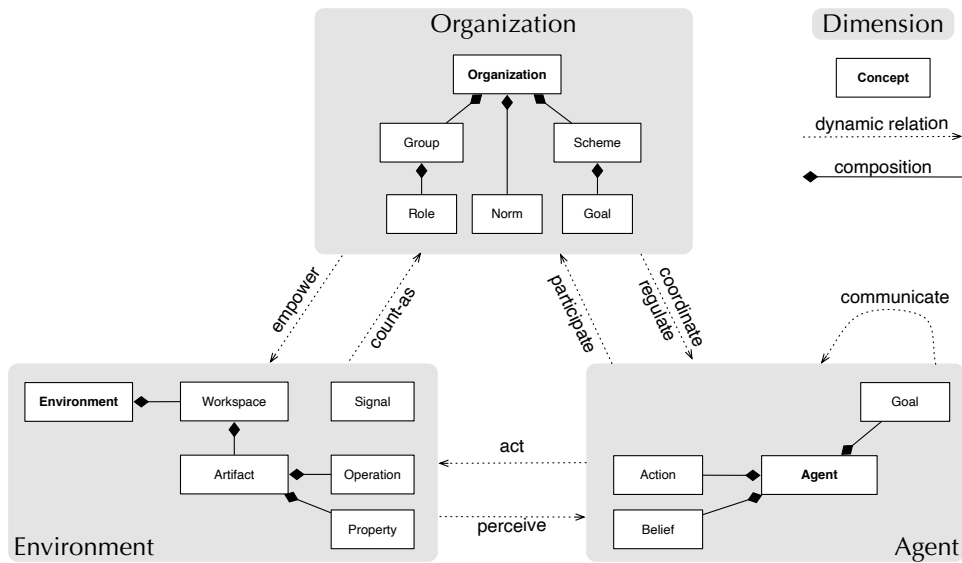 Organization
Dimension
Organization
Concept
dynamic relation
Group
Scheme
composition
Role
Norm
Goal
empower
count-as
participate
coordinate
regulate
communicate
Environment
Workspace
Signal
Goal
act
Artifact
Operation
Action
Agent
Property
perceive
Belief
Environment
Agent